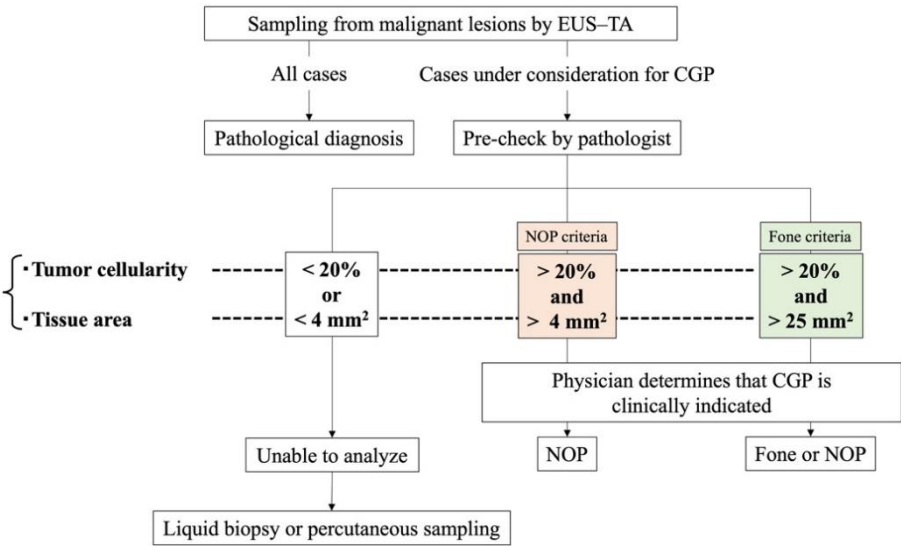 Sampling from malignant lesions by EUS–TA
All cases
Cases under consideration for CGP
Pathological diagnosis
Pre-check by pathologist
NOP criteria
Fone criteria
・Tumor cellularity
・Tissue area
< 20%
or
< 4 mm²
> 20%
and
> 4 mm²
> 20%
and
> 25 mm²
Physician determines that CGP is
clinically indicated
Unable to analyze
NOP
Fone or NOP
Liquid biopsy or percutaneous sampling